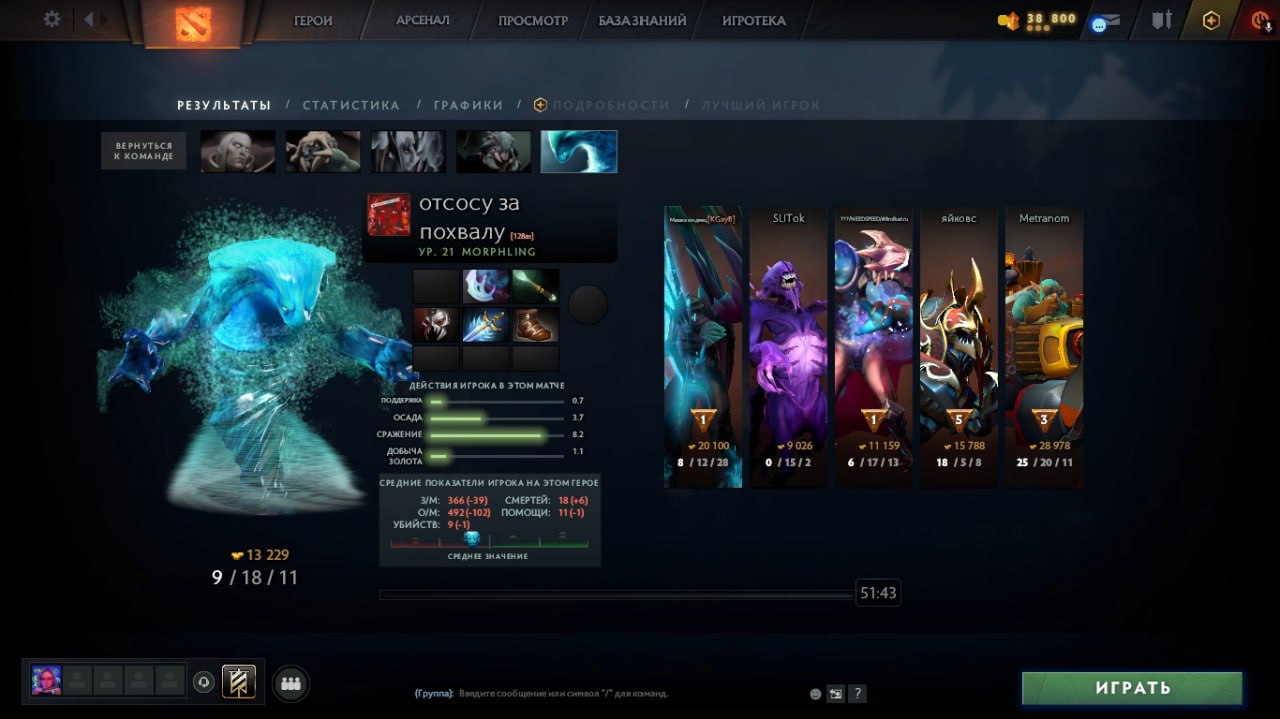 ГЕРОИ
АРСЕНАЛ
ПРОСМОТР
БАЗА ЗНАНИЙ
ИГРОТЕКА
38 800
РЕЗУЛЬТАТЫ / СТАТИСТИКА / ГРАФИКИ / ПОДРОБНОСТИ / ЛУЧШИЙ ИГРОК
ВЕРНУТЬСЯ
К КОМАНДЕ
отсосу за
похвалу [128as]
УР. 21 MORPHLING
ДЕЙСТВИЯ ИГРОКА В ЭТОМ МАТЧЕ
ПОДДЕРЖКА 0.7
ОСАДА 3.7
СРАЖЕНИЕ 8.2
ДОБЫЧА
ЗОЛОТА 1.1
СРЕДНИЕ ПОКАЗАТЕЛИ ИГРОКА НА ЭТОМ ГЕРОЕ
З/М: 366 (-39) СМЕРТЕЙ: 18 (+6)
О/М: 492 (-102) ПОМОЩИ: 11 (-1)
УБИЙСТВ: 9 (-1)
СРЕДНЕЕ ЗНАЧЕНИЕ
13 229
9 / 18 / 11
[KGayB]
1
20 100
8 / 12 / 28
SLITok
9 026
0 / 15 / 2
1
11 159
6 / 17 / 13
яйковс
5
15 788
18 / 5 / 8
Metranom
3
28 978
25 / 20 / 11
51:43
(Группа): Введите сообщение или символ "/" для команд.
?
ИГРАТЬ